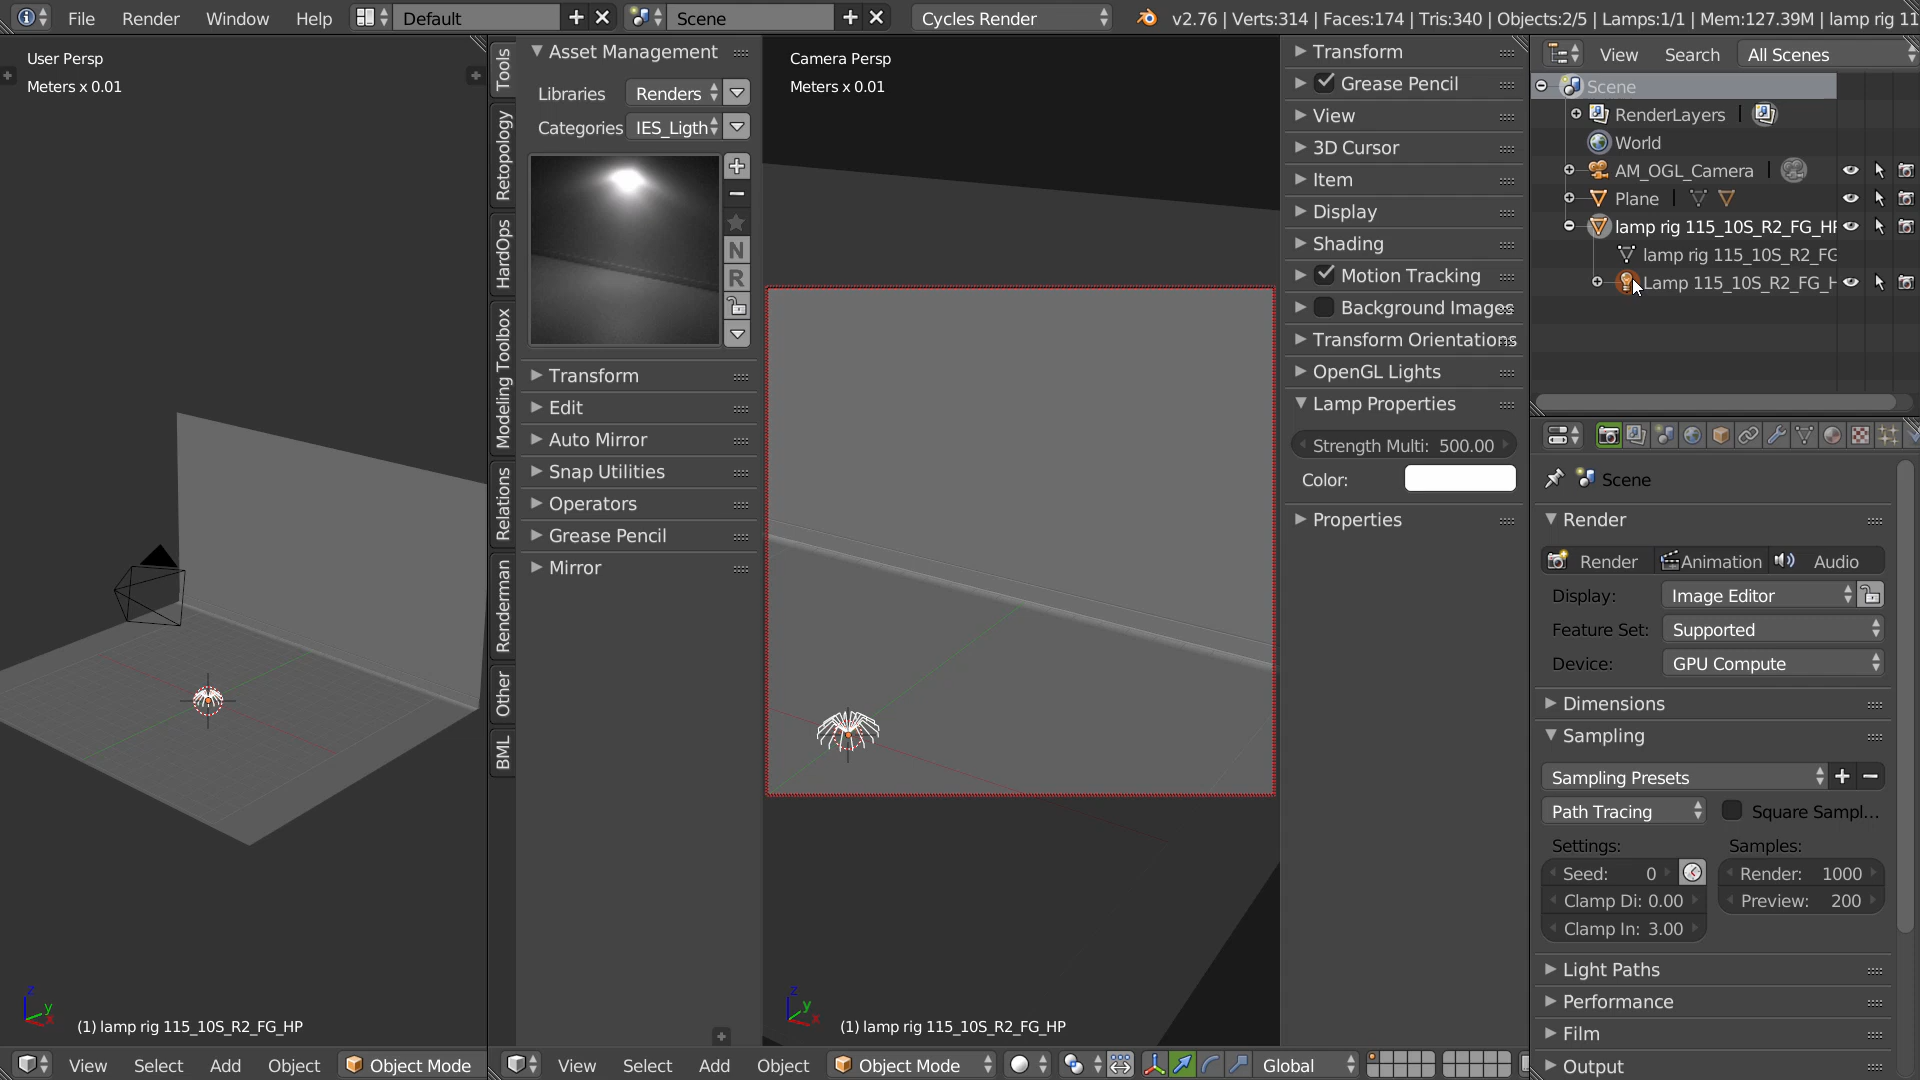 File Render Window Help Default Scene Cycles Render v2.76 | Verts:314 | Faces:174 | Tris:340 | Objects:2/5 | Lamps:1/1 | Mem:127.39M | lamp rig 11
User Persp
Meters x 0.01
(1) lamp rig 115_10S_R2_FG_HP
View Select Add Object Object Mode
Tools
Retopology
HardOps
Modeling Toolbox
Relations
Renderman
Other
BML
Asset Management
Libraries Renders
Categories IES_Ligth
N
R
Transform
Edit
Auto Mirror
Snap Utilities
Operators
Grease Pencil
Mirror
Camera Persp
Meters x 0.01
(1) lamp rig 115_10S_R2_FG_HP
View Select Add Object Object Mode Global
Transform
Grease Pencil
View
3D Cursor
Item
Display
Shading
Motion Tracking
Background Images
Transform Orientations
OpenGL Lights
Lamp Properties
Strength Multi: 500.00
Color:
Properties
View Search All Scenes
Scene
RenderLayers
World
AM_OGL_Camera
Plane
lamp rig 115_10S_R2_FG_HP
lamp rig 115_10S_R2_FG
Lamp 115_10S_R2_FG_H
Scene
Render
Render Animation Audio
Display: Image Editor
Feature Set: Supported
Device: GPU Compute
Dimensions
Sampling
Sampling Presets
Path Tracing Square Sampl...
Settings: Samples:
Seed: 0 Render: 1000
Clamp Di: 0.00 Preview: 200
Clamp In: 3.00
Light Paths
Performance
Film
Output